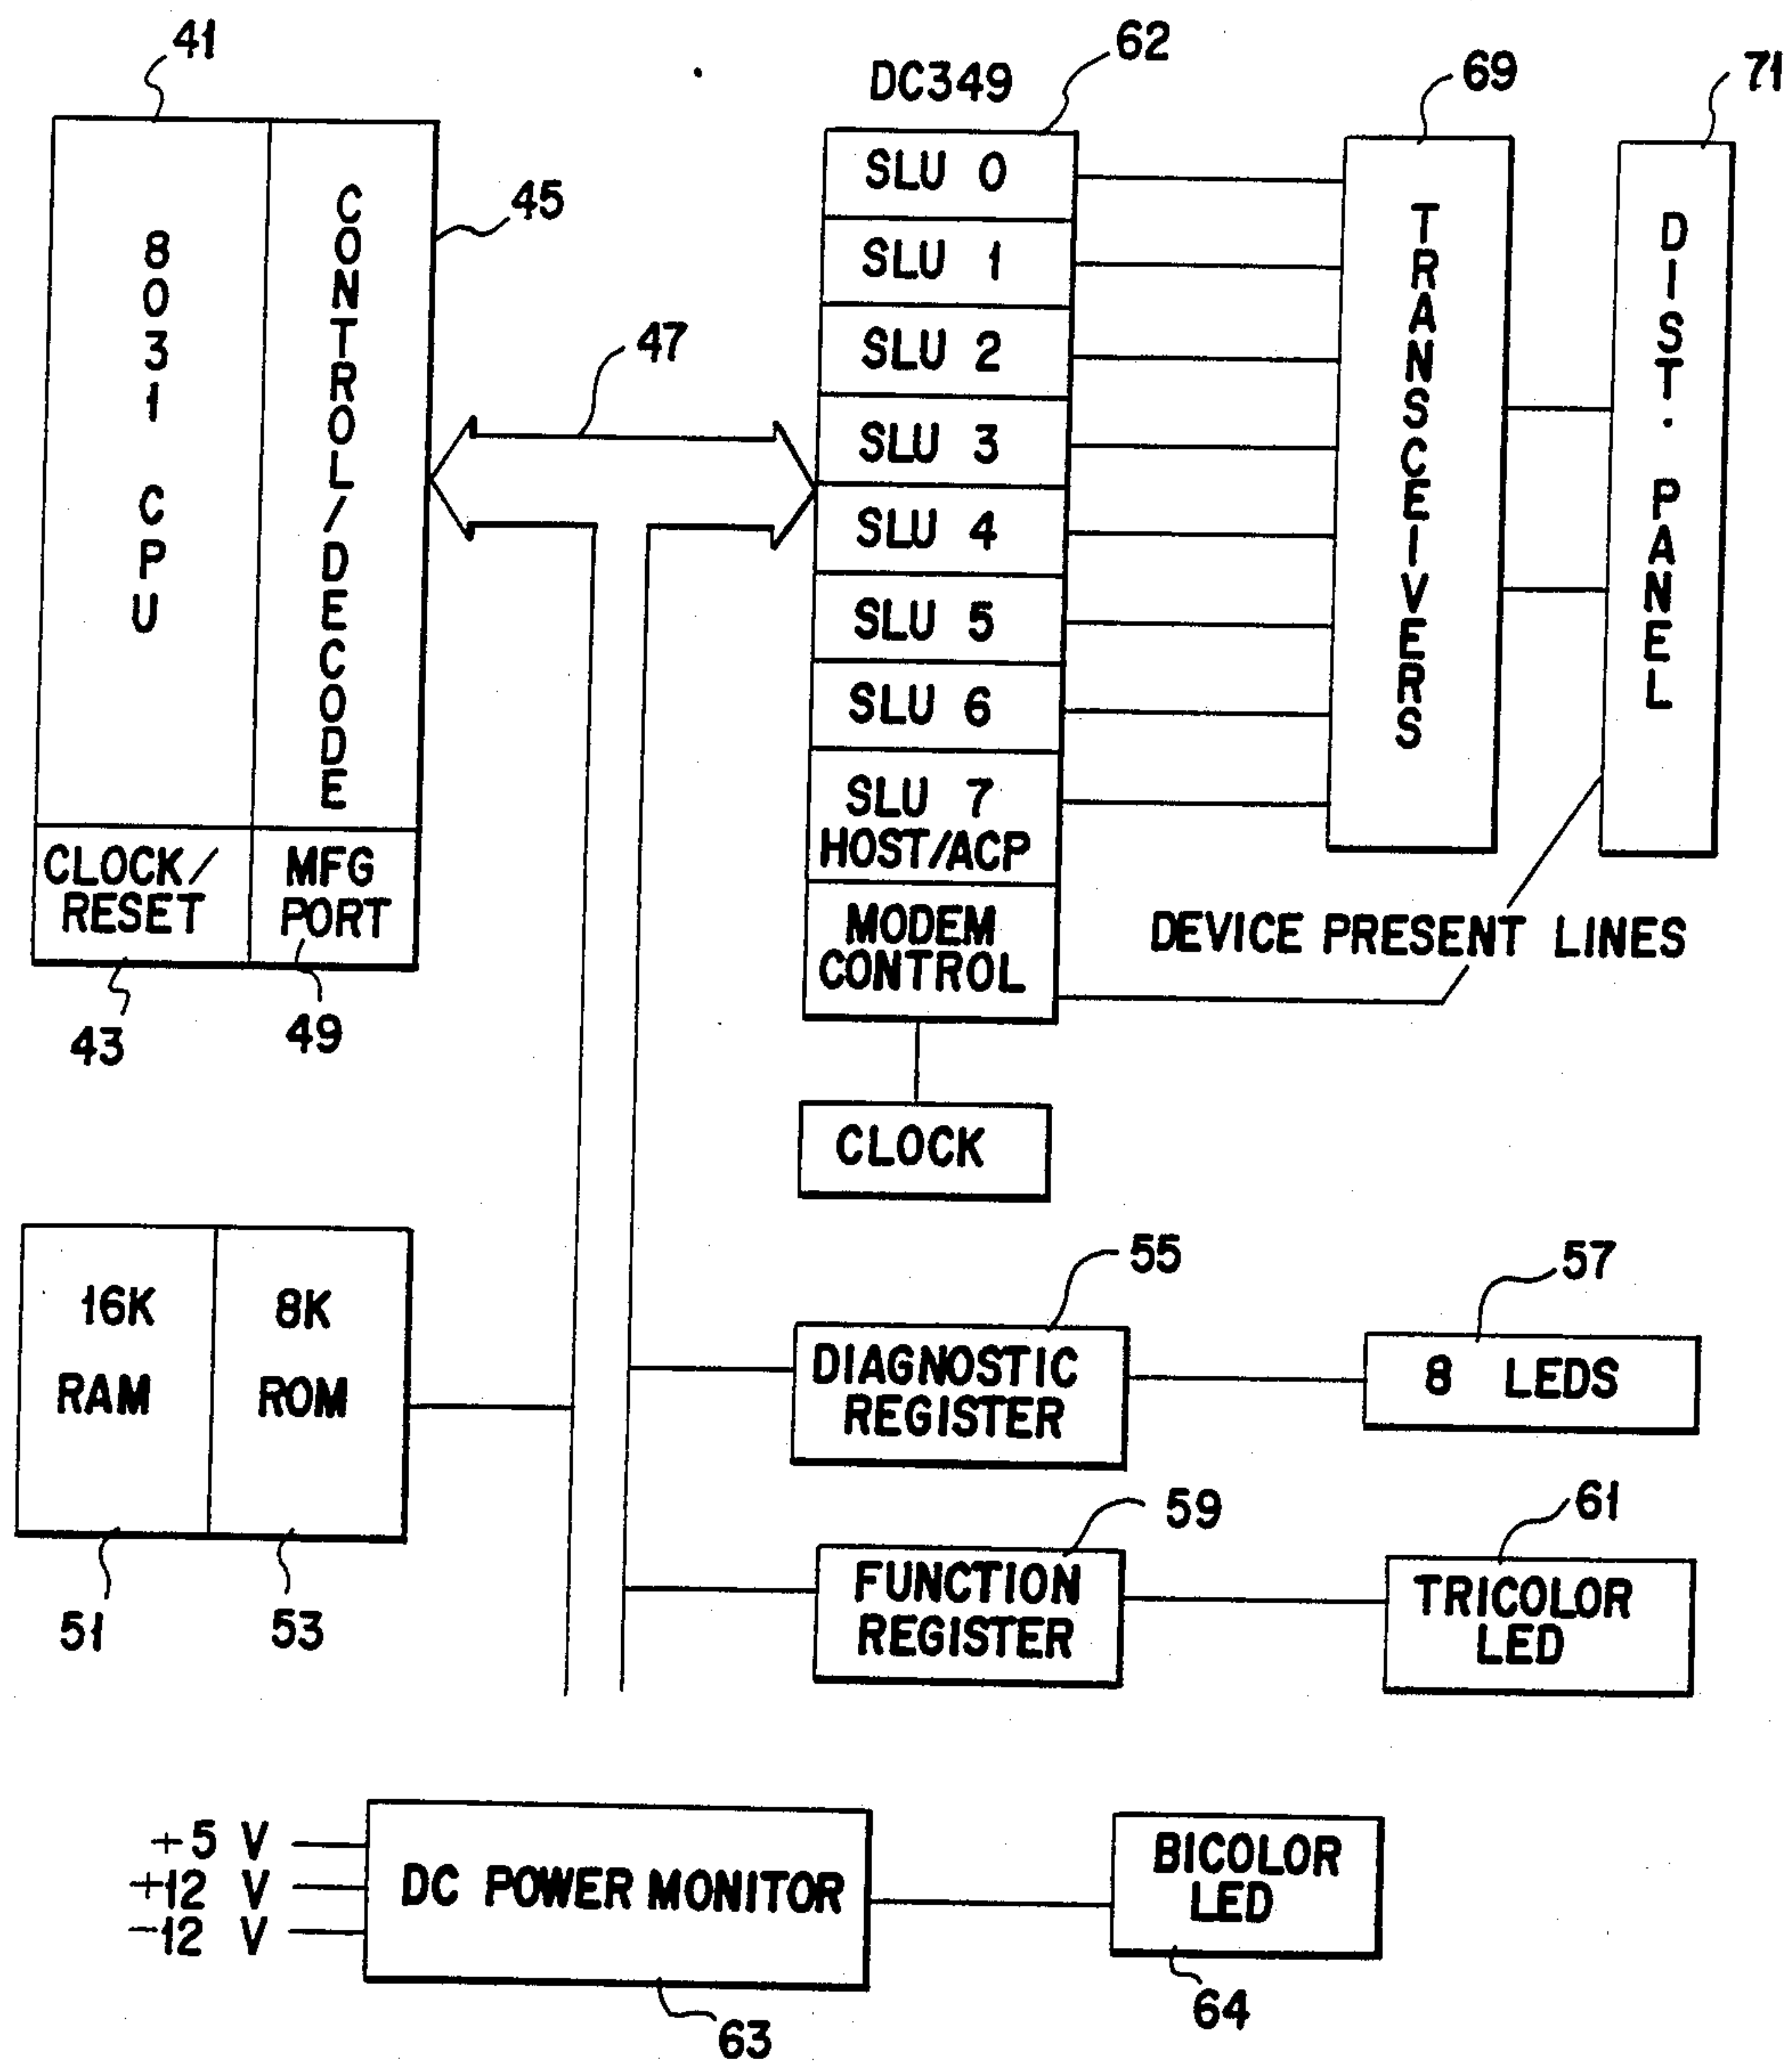 41
8031 CPU
CONTROL/DECODE
45
CLOCK/
RESET
MFG
PORT
43
49
47
DC349
62
SLU 0
SLU 1
SLU 2
SLU 3
SLU 4
SLU 5
SLU 6
SLU 7
HOST/ACP
MODEM
CONTROL
CLOCK
69
TRANSCEIVERS
71
DIST. PANEL
DEVICE PRESENT LINES
16K
RAM
8K
ROM
51
53
55
DIAGNOSTIC
REGISTER
57
8 LEDS
59
FUNCTION
REGISTER
61
TRICOLOR
LED
+5 V
+12 V
-12 V
DC POWER MONITOR
63
BICOLOR
LED
64